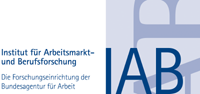 Institut für Arbeitsmarkt-
und Berufsforschung
Die Forschungseinrichtung der
Bundesagentur für Arbeit
IAB